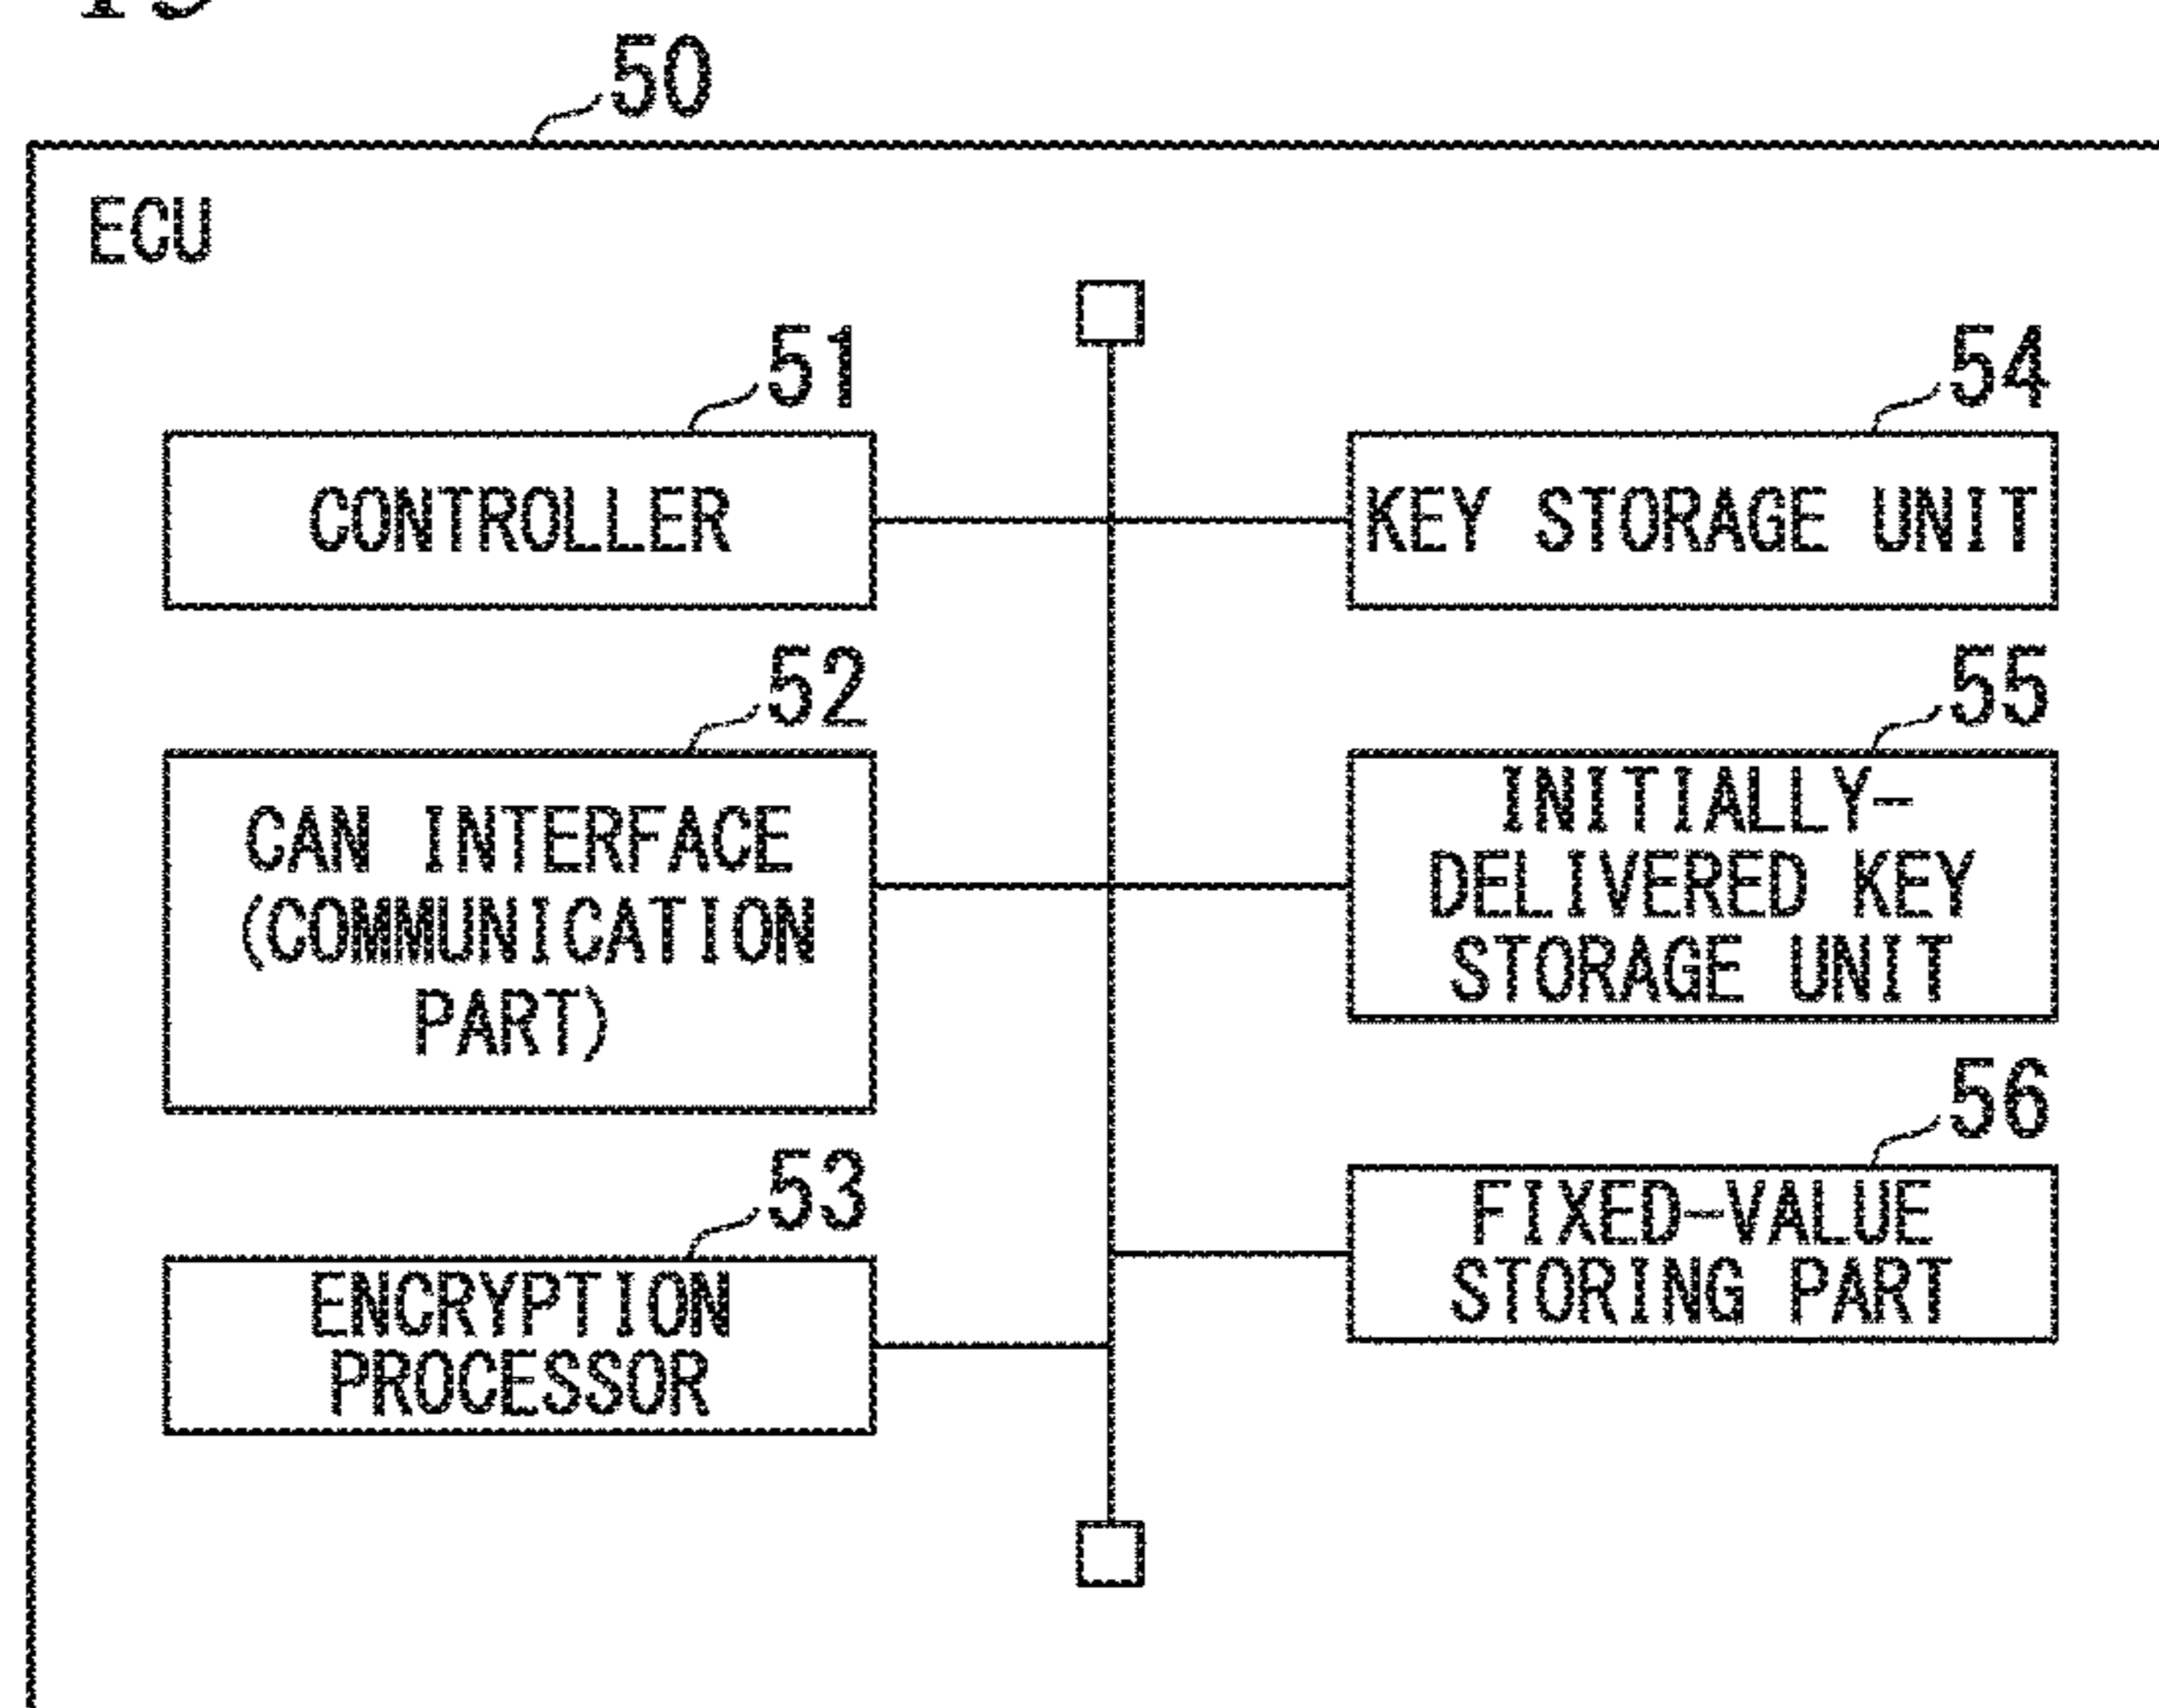 50
ECU
51
CONTROLLER
54
KEY STORAGE UNIT
52
CAN INTERFACE
(COMMUNICATION
PART)
55
INITIALLY-
DELIVERED KEY
STORAGE UNIT
53
ENCRYPTION
PROCESSOR
56
FIXED-VALUE
STORING PART